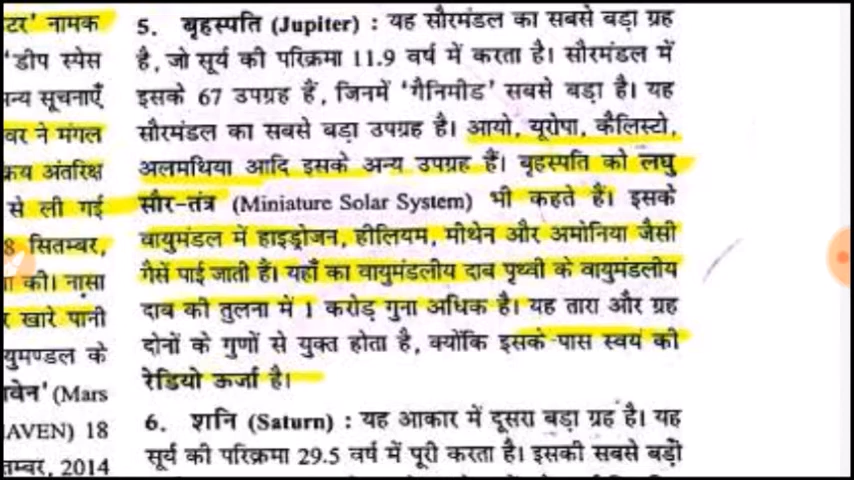 टर' नामक
'डीप स्पेस
न्य सूचनाएँ
वर ने मंगल
क्रय अंतरिक्ष
से ली गई
8 सितम्बर,
की। नासा
खारे पानी
युमण्डल के
वेन' (Mars
AVEN) 18
तम्बर, 2014
5. बृहस्पति (Jupiter) : यह सौरमंडल का सबसे बड़ा ग्रह
है, जो सूर्य की परिक्रमा 11.9 वर्ष में करता है। सौरमंडल में
इसके 67 उपग्रह हैं, जिनमें 'गैनिमीड' सबसे बड़ा है। यह
सौरमंडल का सबसे बड़ा उपग्रह है। आयो, यूरोपा, कैलिस्टो,
अलमथिया आदि इसके अन्य उपग्रह हैं। बृहस्पति को लघु
सौर-तंत्र (Miniature Solar System) भी कहते हैं। इसके
वायुमंडल में हाइड्रोजन, हीलियम, मीथेन और अमोनिया जैसी
गैसें पाई जाती हैं। यहाँ का वायुमंडलीय दाब पृथ्वी के वायुमंडलीय
दाब की तुलना में 1 करोड़ गुना अधिक है। यह तारा और ग्रह
दोनों के गुणों से युक्त होता है, क्योंकि इसके पास स्वयं की
रेडियो ऊर्जा है।
6. शनि (Saturn) : यह आकार में दूसरा बड़ा ग्रह है। यह
सूर्य की परिक्रमा 29.5 वर्ष में पूरी करता है। इसकी सबसे बड़ी